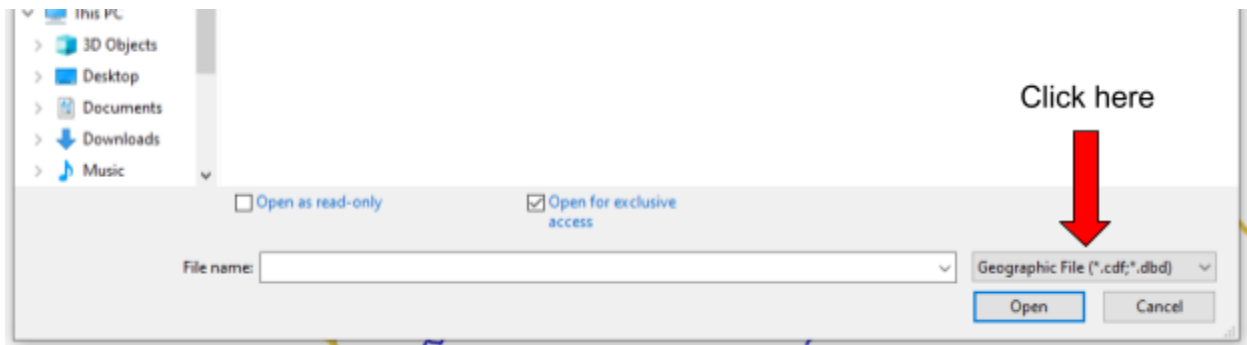 This PC
3D Objects
Desktop
Documents
Downloads
Music
Click here
Open as read-only
Open for exclusive
access
File name:
Geographic File (*.cdf;*.dbd)
Open
Cancel